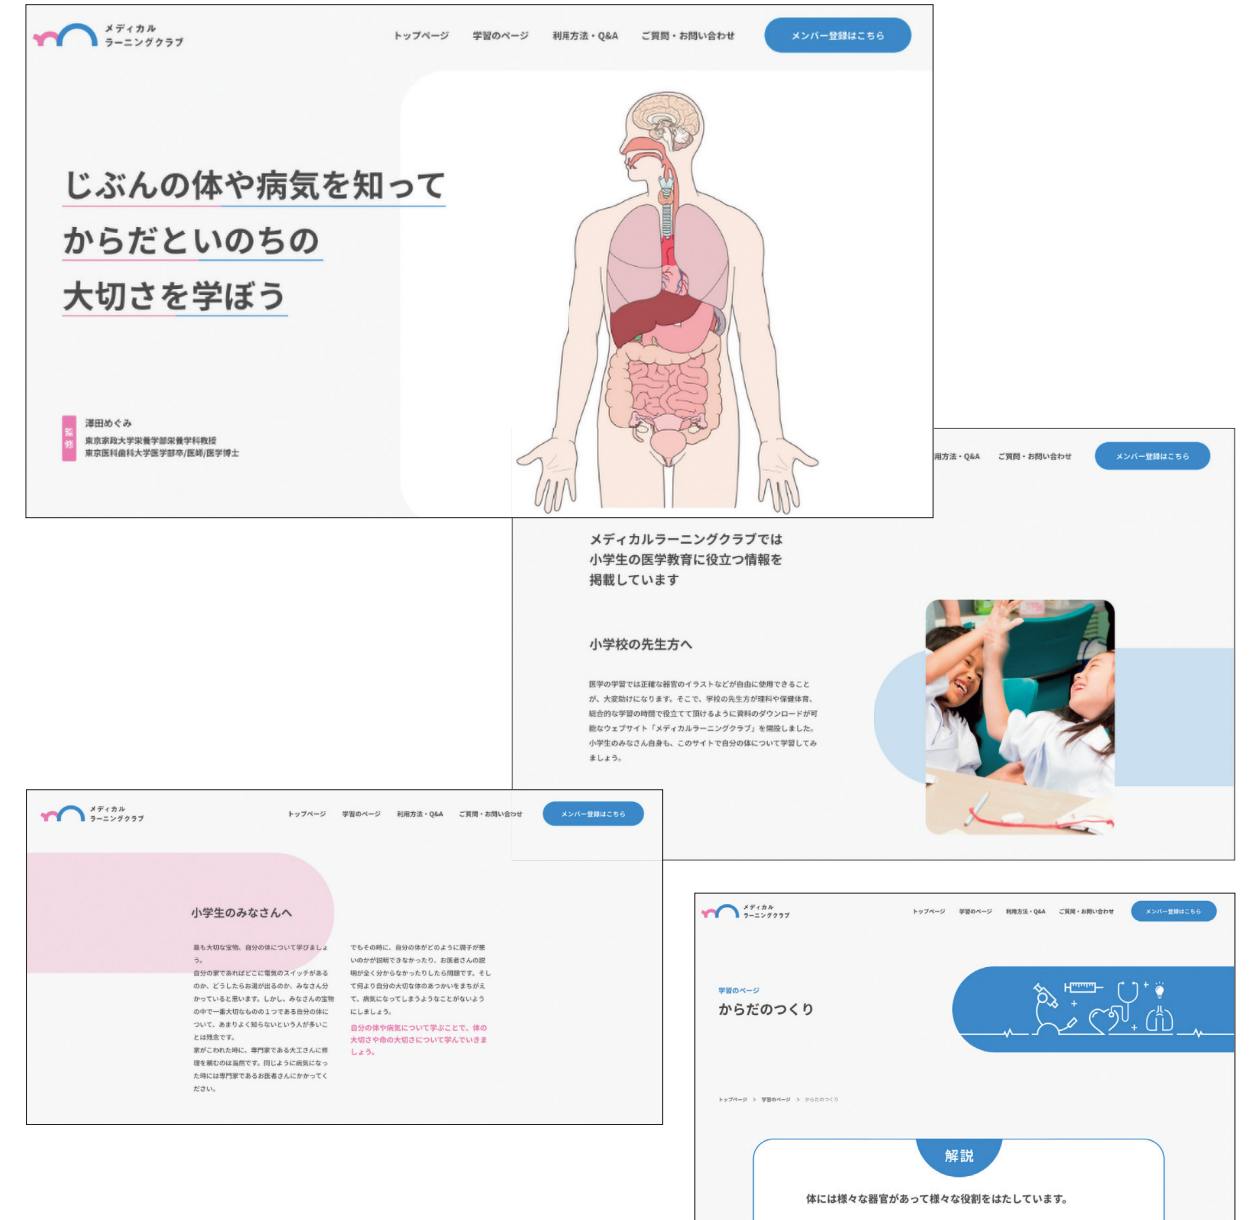 メディカル
ラーニングクラブ
トップページ 学習のページ 利用方法・Q&A ご質問・お問い合わせ メンバー登録はこちら
じぶんの体や病気を知って
からだといのちの
大切さを学ぼう
監修
澤田めぐみ
東京家政大学栄養学部栄養学科教授
東京医科歯科大学医学部卒/医師/医学博士
用方法・Q&A ご質問・お問い合わせ メンバー登録はこちら
メディカルラーニングクラブでは
小学生の医学教育に役立つ情報を
掲載しています
小学校の先生方へ
医学の学習では正確な器官のイラストなどが自由に使用できること
が、大変助けになります。そこで、学校の先生方が理科や保健体育、
総合的な学習の時間で役立てて頂けるように資料のダウンロードが可
能なウェブサイト「メディカルラーニングクラブ」を開設しました。
小学生のみなさん自身も、このサイトで自分の体について学習してみ
ましょう。
メディカル
ラーニングクラブ
トップページ 学習のページ 利用方法・Q&A ご質問・お問い合わせ メンバー登録はこちら
小学生のみなさんへ
最も大切な宝物、自分の体について学びましょ
う。
自分の家であればどこに電気のスイッチがある
のか、どうしたらお湯が出るのか、みなさん分
かっていると思います。しかし、みなさんの宝物
の中で一番大切なものの1つである自分の体に
ついて、あまりよく知らないという人が多いこ
とは残念です。
家がこわれた時に、専門家である大工さんに修
理を頼むのは当然です。同じように病気になっ
た時には専門家であるお医者さんにかかってく
ださい。
でもその時に、自分の体がどのように調子が悪
いのかが説明できなかったり、お医者さんの説
明が全く分からなかったりしたら問題です。そし
て何より自分の大切な体のあつかいをまちがえ
て、病気になってしまうようなことがないよう
にしましょう。
自分の体や病気について学ぶことで、体の
大切さや命の大切さについて学んでいきま
しょう。
メディカル
ラーニングクラブ
トップページ 学習のページ 利用方法・Q&A ご質問・お問い合わせ メンバー登録はこちら
学習のページ
からだのつくり
トップページ > 学習のページ > からだのつくり
解説
体には様々な器官があって様々な役割をはたしています。